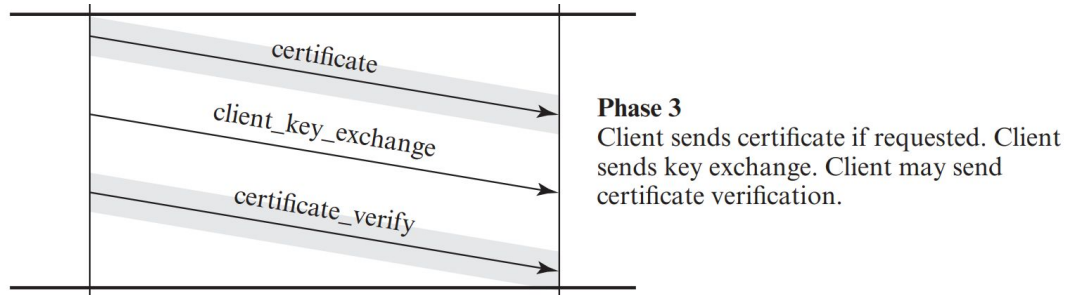 certificate
client_key_exchange
certificate_verify
Phase 3
Client sends certificate if requested. Client
sends key exchange. Client may send
certificate verification.